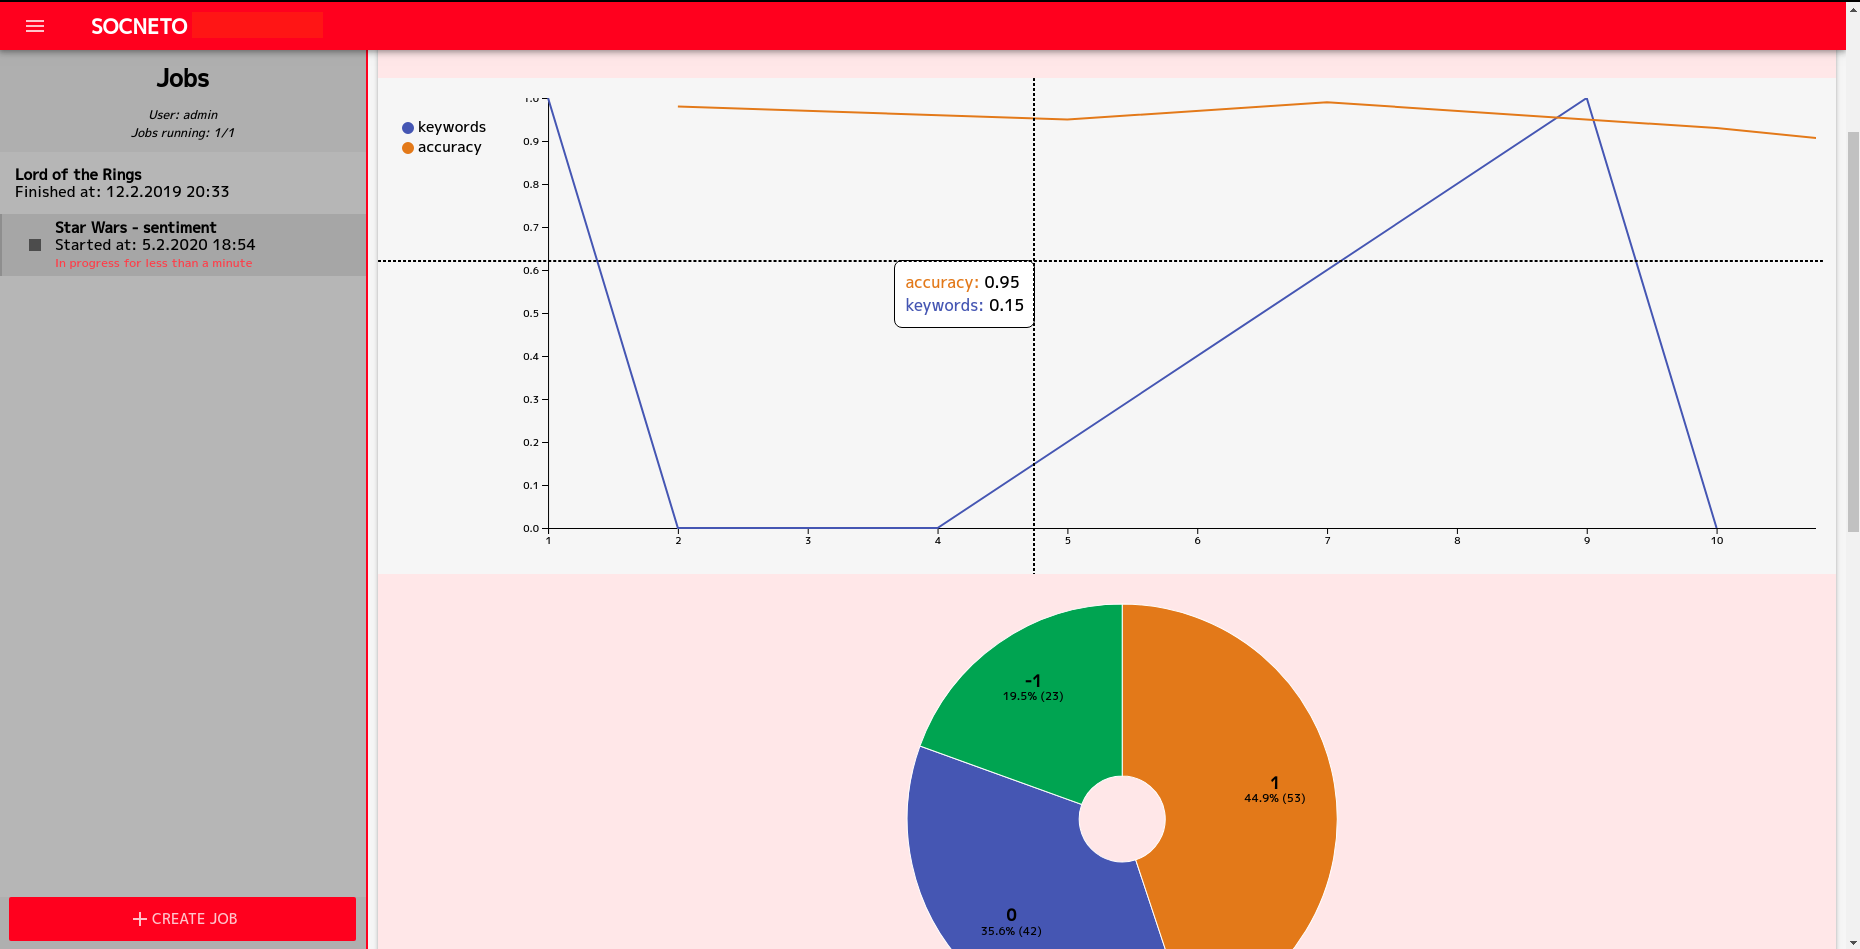 SOCNETO
Jobs
User: admin
Jobs running: 1/1
Lord of the Rings
Finished at: 12.2.2019 20:33
Star Wars - sentiment
Started at: 5.2.2020 18:54
In progress for less than a minute
CREATE JOB
keywords
accuracy
1.0
0.9
0.8
0.7
0.6
0.5
0.4
0.3
0.2
0.1
0.0
1 2 3 4 5 6 7 8 9 10
accuracy: 0.95
keywords: 0.15
-1
19.5% (23)
1
44.9% (53)
0
35.6% (42)